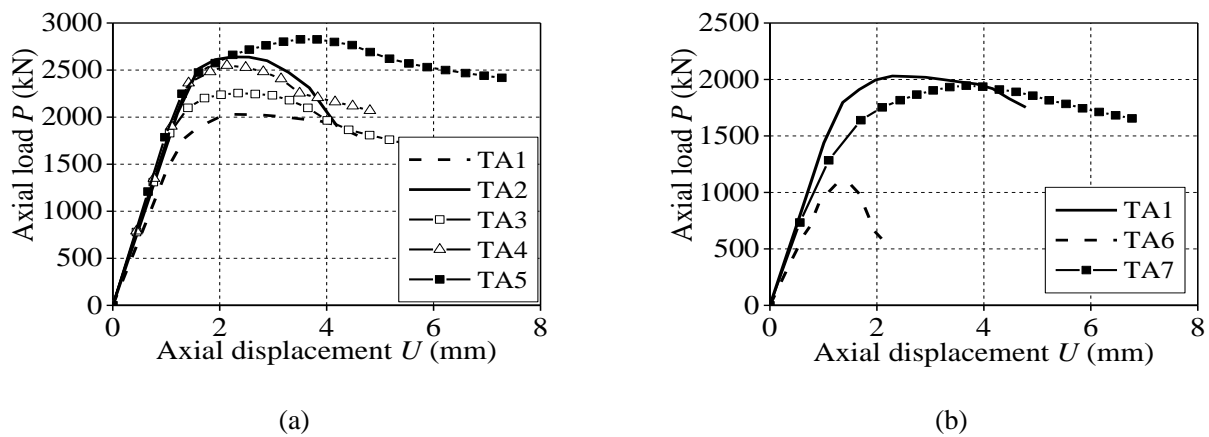 3000
2500
2000
1500
1000
500
0
Axial load P (kN)
0 2 4 6 8
Axial displacement U (mm)
TA1
TA2
TA3
TA4
TA5
(a)
2500
2000
1500
1000
500
0
Axial load P (kN)
0 2 4 6 8
Axial displacement U (mm)
TA1
TA6
TA7
(b)